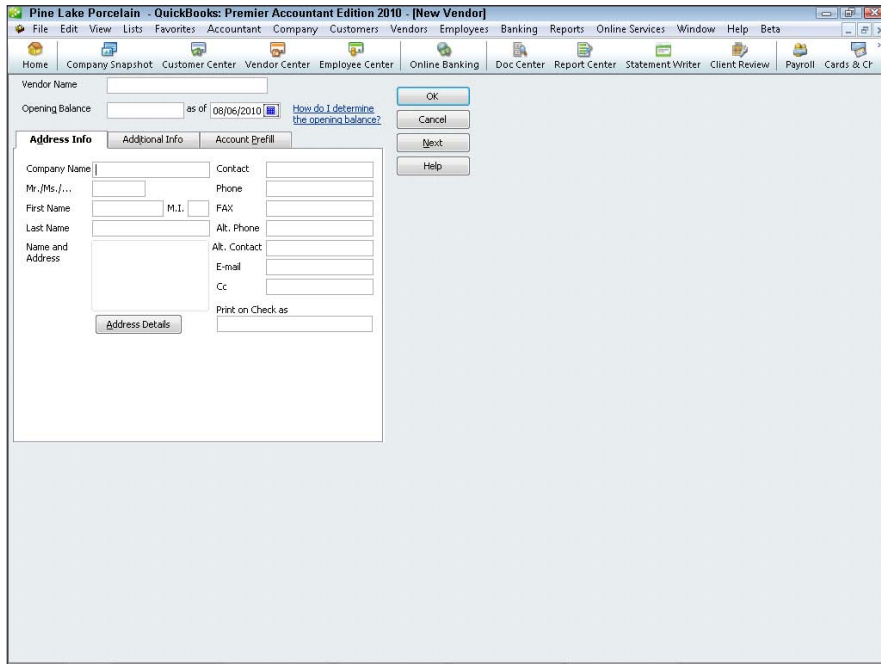 Pine Lake Porcelain - QuickBooks: Premier Accountant Edition 2010 - [New Vendor]
File Edit View Lists Favorites Accountant Company Customers Vendors Employees Banking Reports Online Services Window Help Beta
Home Company Snapshot Customer Center Vendor Center Employee Center Online Banking Doc Center Report Center Statement Writer Client Review Payroll Cards & Ch
Vendor Name
OK
Opening Balance as of 08/06/2010 How do I determine
the opening balance?
Cancel
Address Info Additional Info Account Prefill
Next
Help
Company Name Contact
Mr./Ms./... Phone
First Name M.I. FAX
Last Name Alt. Phone
Name and
Address
Alt. Contact
E-mail
Cc
Print on Check as
Address Details